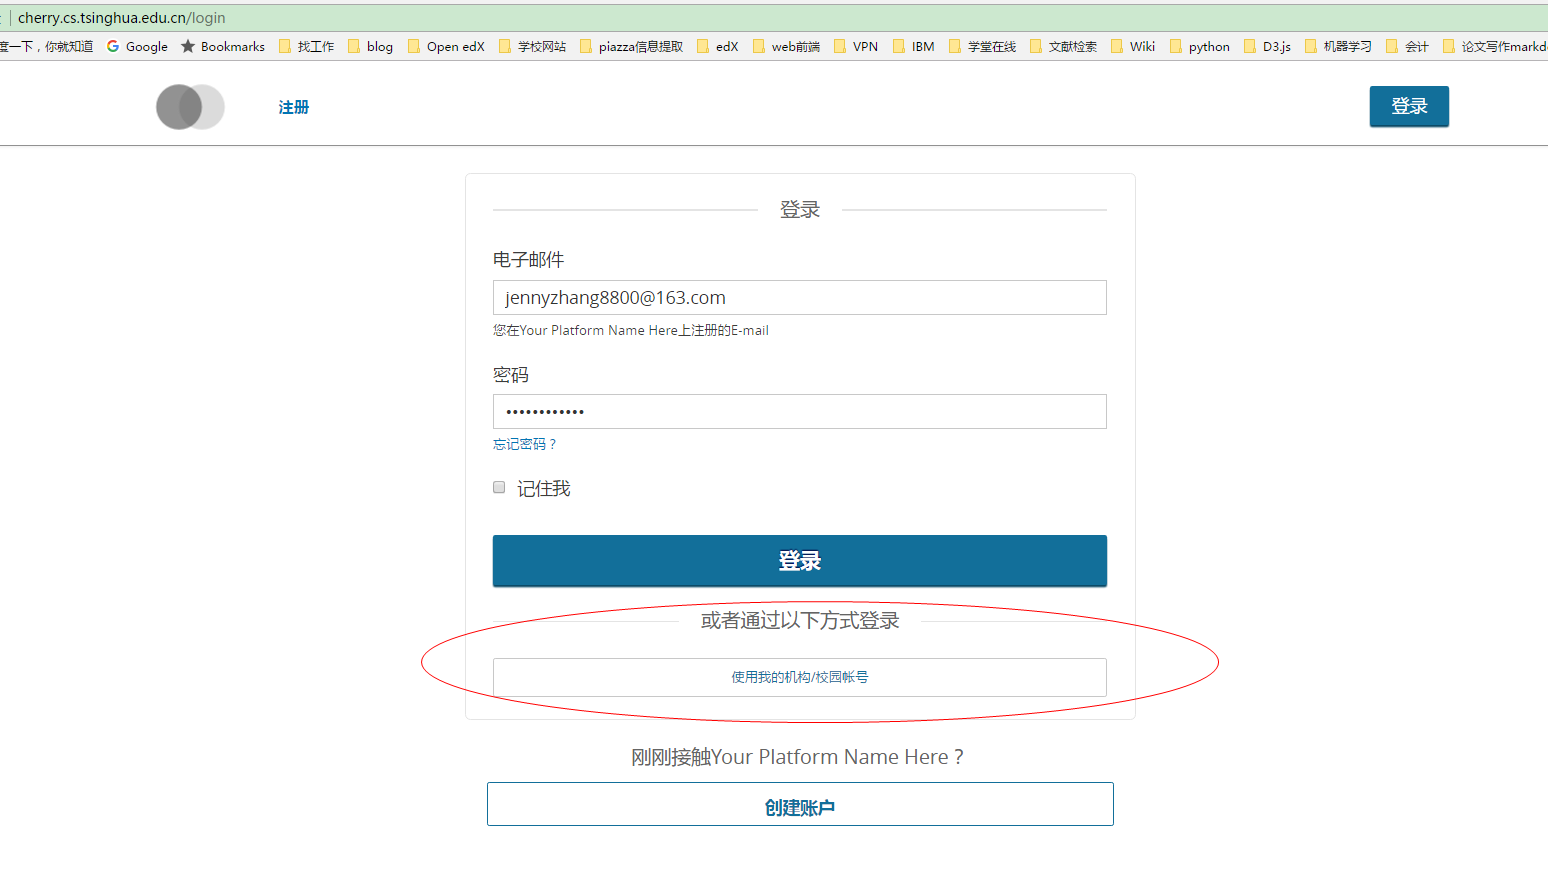 cherry.cs.tsinghua.edu.cn/login
度一下，你就知道 Google Bookmarks 找工作 blog Open edX 学校网站 piazza信息提取 edX web前端 VPN IBM 学堂在线 文献检索 Wiki python D3.js 机器学习 会计 论文写作markd
注册
登录
登录
电子邮件
jennyzhang8800@163.com
您在Your Platform Name Here上注册的E-mail
密码
••••••••••••
忘记密码？
记住我
登录
或者通过以下方式登录
使用我的机构/校园帐号
刚刚接触Your Platform Name Here？
创建账户